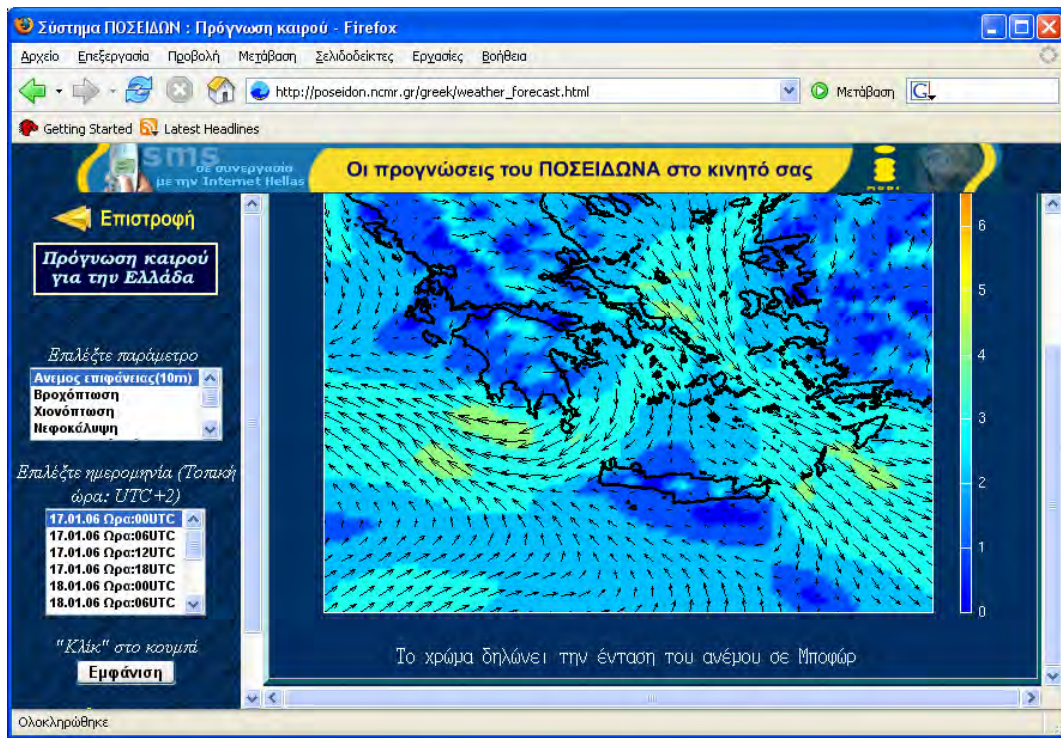 Σύστημα ΠΟΣΕΙΔΩΝ : Πρόγνωση καιρού - Firefox
Αρχείο Επεξεργασία Προβολή Μετάβαση Σελιδοδείκτες Εργασίες Βοήθεια
http://poseidon.ncmr.gr/greek/weather_forecast.html
Μετάβαση
G
Getting Started
Latest Headlines
sms
σε συνεργασία
με την Internet Hellas
Οι προγνώσεις του ΠΟΣΕΙΔΩΝΑ στο κινητό σας
MOBI
Επιστροφή
Πρόγνωση καιρού
για την Ελλάδα
Επιλέξτε παράμετρο
Ανεμος επιφάνειας(10m)
Βροχόπτωση
Χιονόπτωση
Νεφοκάλυψη
Επιλέξτε ημερομηνία (Τοπική
ώρα: UTC+2)
17.01.06 Ωρα:00UTC
17.01.06 Ωρα:06UTC
17.01.06 Ωρα:12UTC
17.01.06 Ωρα:18UTC
18.01.06 Ωρα:00UTC
18.01.06 Ωρα:06UTC
"Κλίκ" στο κουμπί
Εμφάνιση
6
5
4
3
2
1
0
Το χρώμα δηλώνει την ένταση του ανέμου σε Μποφώρ
Ολοκληρώθηκε